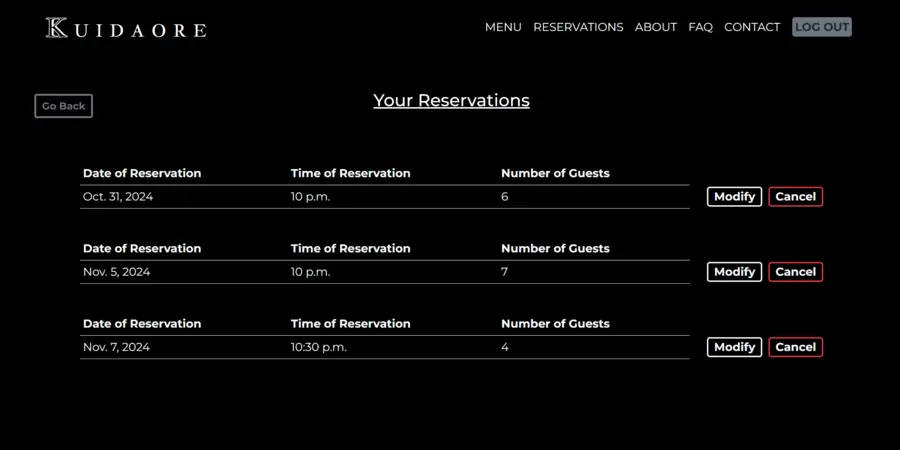 KUIDAORE MENU RESERVATIONS ABOUT FAQ CONTACT LOG OUT
Go Back
Your Reservations
Date of Reservation Time of Reservation Number of Guests
Oct. 31, 2024 10 p.m. 6 Modify Cancel
Date of Reservation Time of Reservation Number of Guests
Nov. 5, 2024 10 p.m. 7 Modify Cancel
Date of Reservation Time of Reservation Number of Guests
Nov. 7, 2024 10:30 p.m. 4 Modify Cancel